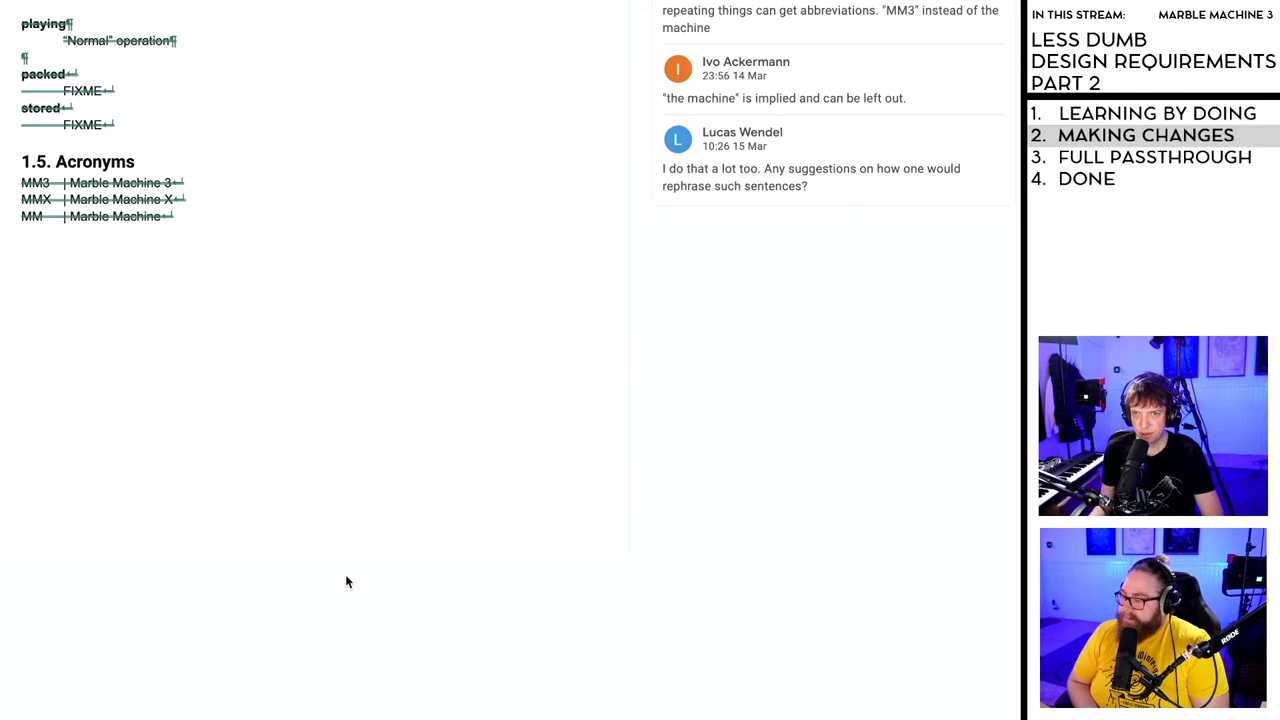 playing¶
"Normal" operation¶
¶
packed↵
FIXME↵
stored↵
FIXME↵
1.5. Acronyms
MM3 | Marble Machine 3↵
MMX | Marble Machine X↵
MM | Marble Machine↵
repeating things can get abbreviations. "MM3" instead of the
machine
I
Ivo Ackermann
23:56 14 Mar
"the machine" is implied and can be left out.
L
Lucas Wendel
10:26 15 Mar
I do that a lot too. Any suggestions on how one would
rephrase such sentences?
IN THIS STREAM: MARBLE MACHINE 3
LESS DUMB
DESIGN REQUIREMENTS
PART 2
1. LEARNING BY DOING
2. MAKING CHANGES
3. FULL PASSTHROUGH
4. DONE
RØDE